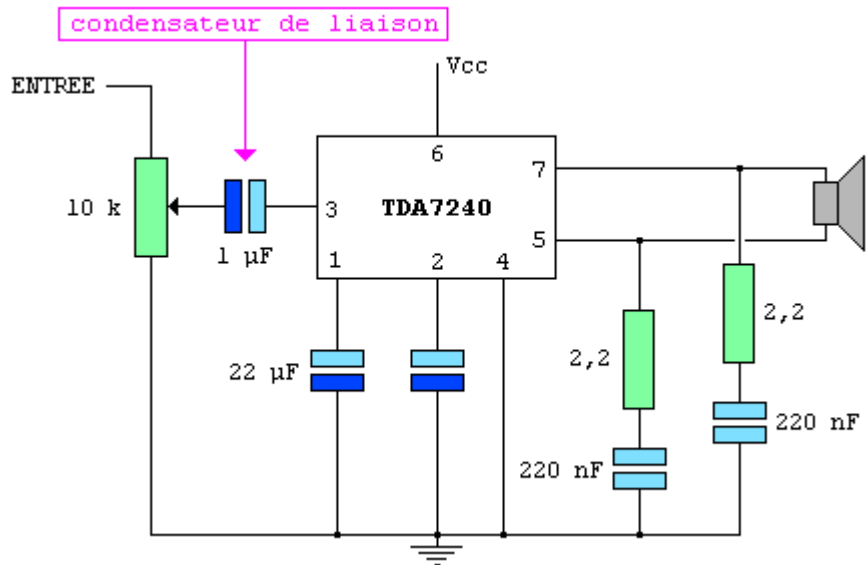 condensateur de liaison
Vcc
ENTREE
6
7
10 k
3
TDA7240
5
1 µF
1
2
4
2,2
2,2
22 µF
220 nF
220 nF